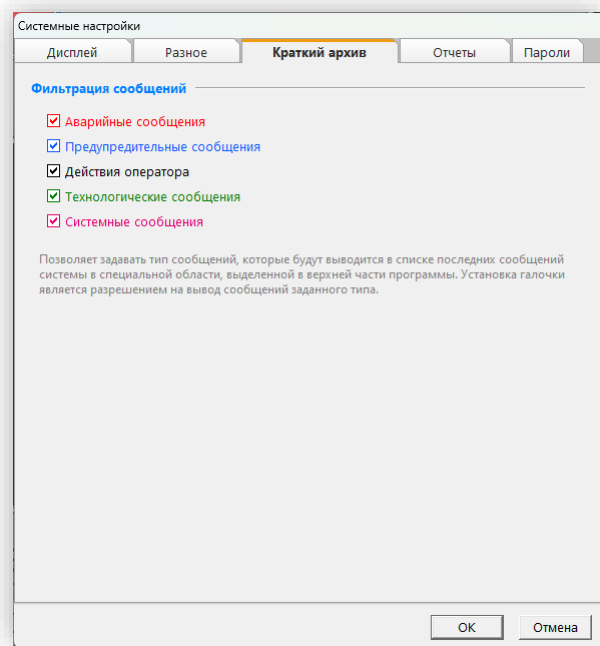 Системные настройки
Дисплей Разное Краткий архив Отчеты Пароли
Фильтрация сообщений
Аварийные сообщения
Предупредительные сообщения
Действия оператора
Технологические сообщения
Системные сообщения
Позволяет задавать тип сообщений, которые будут выводится в списке последних сообщений
системы в специальной области, выделенной в верхней части программы. Установка галочки
является разрешением на вывод сообщений заданного типа.
OK Отмена